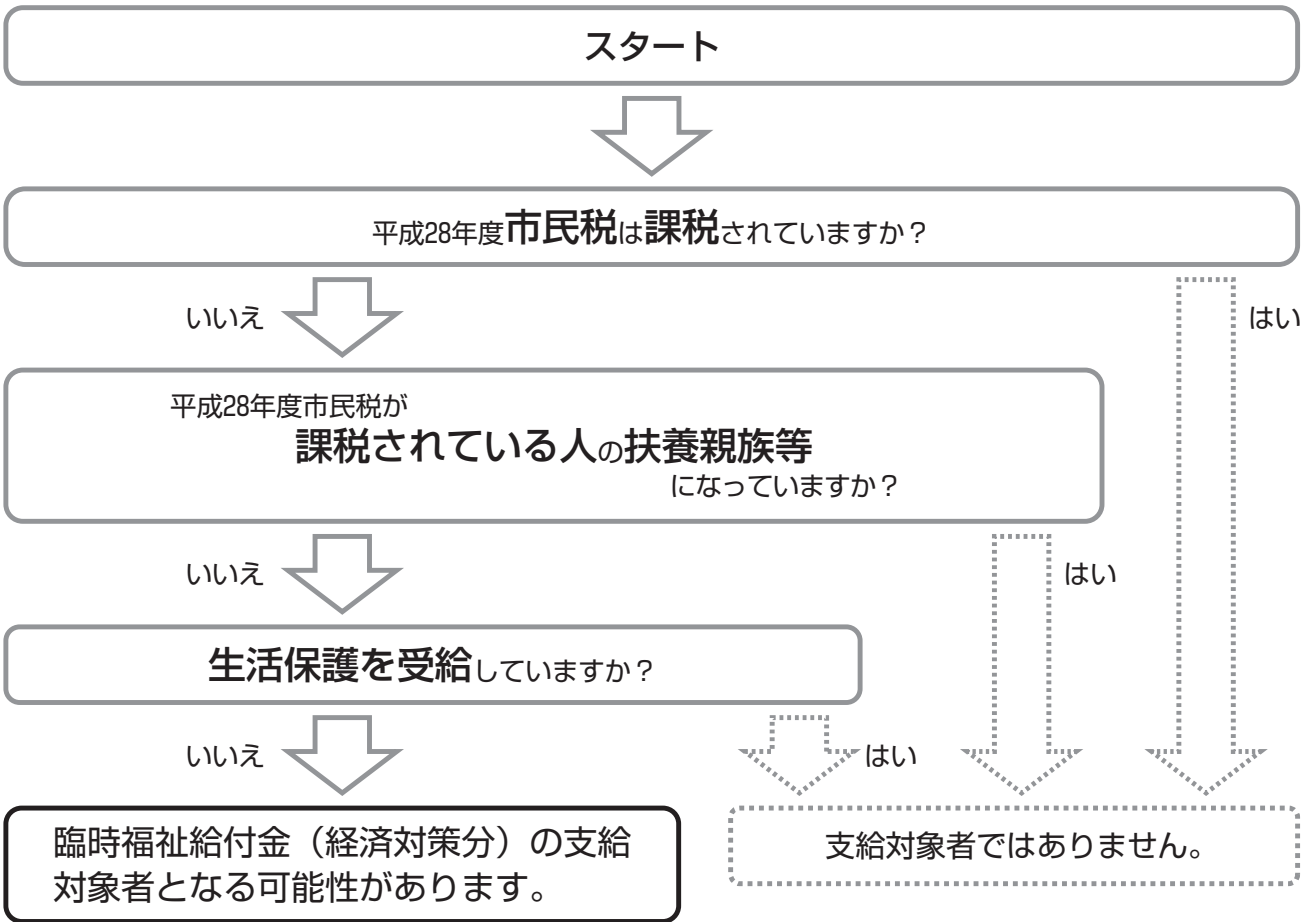 スタート
平成28年度市民税は課税されていますか？
いいえ
はい
平成28年度市民税が
課税されている人の扶養親族等
になっていますか？
いいえ
はい
生活保護を受給していますか？
いいえ
はい
臨時福祉給付金（経済対策分）の支給
対象者となる可能性があります。
支給対象者ではありません。